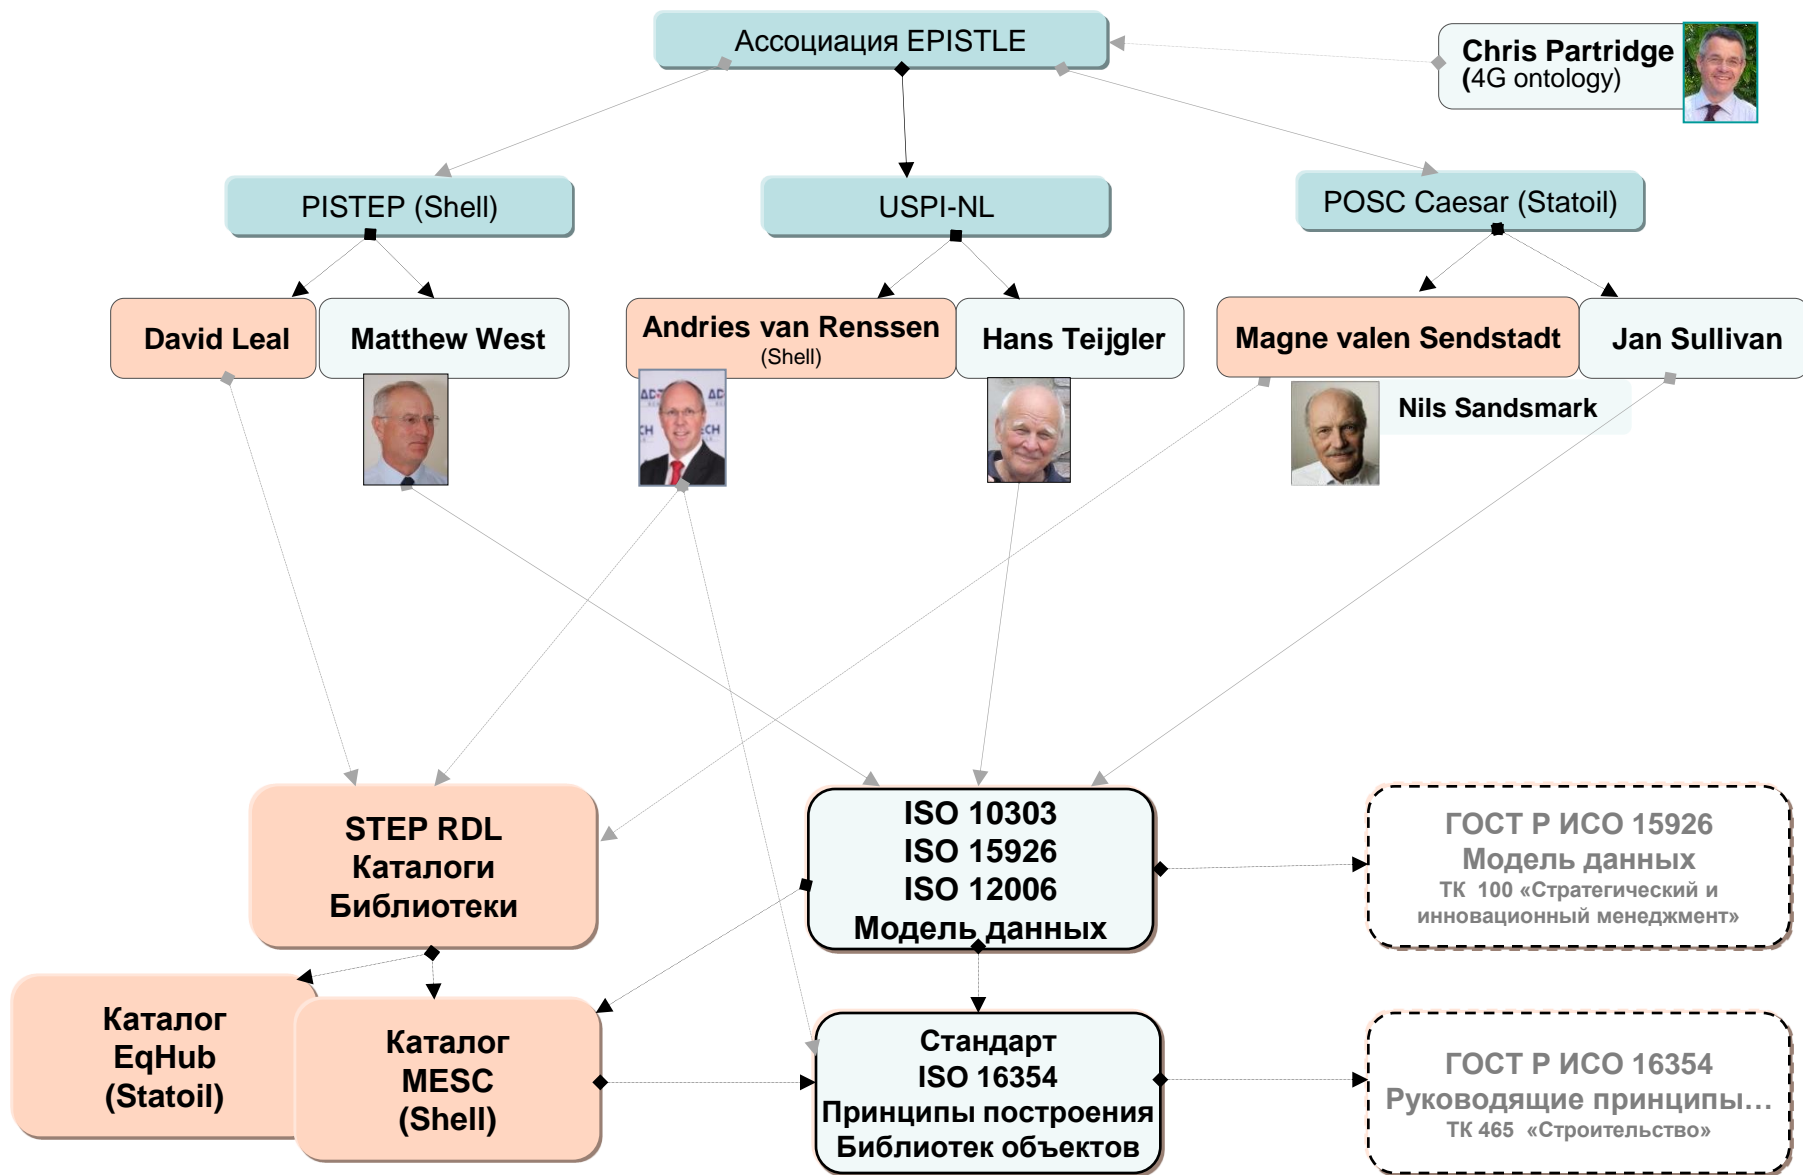 Ассоциация EPISTLE
Chris Partridge
(4G ontology)
PISTEP (Shell)
USPI-NL
POSC Caesar (Statoil)
David Leal
Matthew West
Andries van Renssen
(Shell)
Hans Teijgler
Magne valen Sendstadt
Jan Sullivan
Nils Sandsmark
STEP RDL
Каталоги
Библиотеки
ISO 10303
ISO 15926
ISO 12006
Модель данных
ГОСТ Р ИСО 15926
Модель данных
ТК 100 «Стратегический и
инновационный менеджмент»
Каталог
EqHub
(Statoil)
Каталог
MESC
(Shell)
Стандарт
ISO 16354
Принципы построения
Библиотек объектов
ГОСТ Р ИСО 16354
Руководящие принципы…
ТК 465 «Строительство»